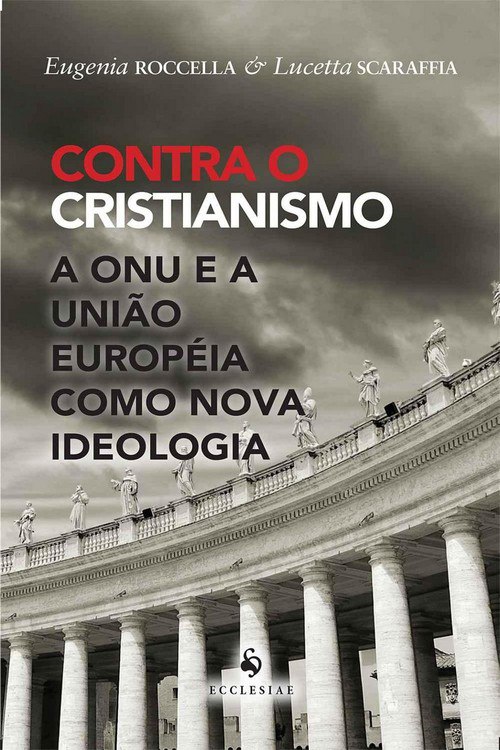 Eugenia ROCCELLA & Lucetta SCARAFFIA
CONTRA O
CRISTIANISMO
A ONU E A
UNIÃO
EUROPÉIA
COMO NOVA
IDEOLOGIA
ECCLESIAE